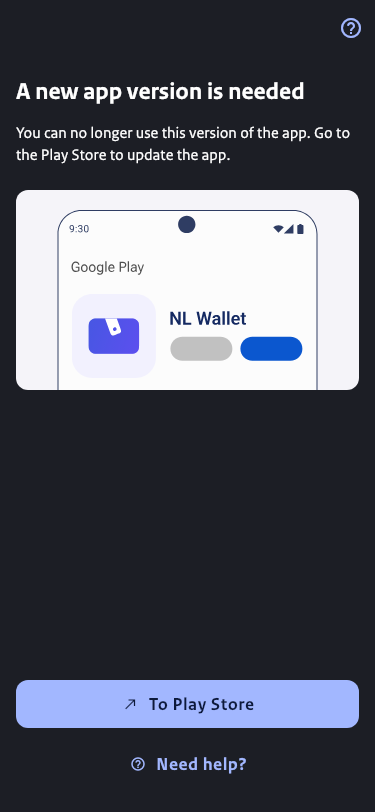 A new app version is needed
You can no longer use this version of the app. Go to
the Play Store to update the app.
9:30
Google Play
NL Wallet
To Play Store
Need help?